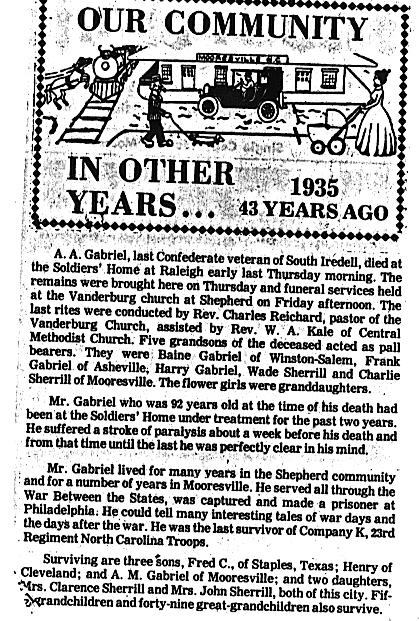 OUR COMMUNITY
MOORESVILLE N.C.
IN OTHER
YEARS...
1935
43 YEARS AGO
A. A. Gabriel, last Confederate veteran of South Iredell, died at
the Soldiers' Home at Raleigh early last Thursday morning. The
remains were brought here on Thursday and funeral services held
at the Vanderburg church at Shepherd on Friday afternoon. The
last rites were conducted by Rev. Charles Reichard, pastor of the
Vanderburg Church, assisted by Rev. W. A. Kale of Central
Methodist Church. Five grandsons of the deceased acted as pall
bearers. They were Baine Gabriel of Winston-Salem, Frank
Gabriel of Asheville, Harry Gabriel, Wade Sherrill and Charlie
Sherrill of Mooresville. The flower girls were granddaughters.
Mr. Gabriel who was 92 years old at the time of his death had
been at the Soldiers' Home under treatment for the past two years.
He suffered a stroke of paralysis about a week before his death and
from that time until the last he was perfectly clear in his mind.
Mr. Gabriel lived for many years in the Shepherd community
and for a number of years in Mooresville. He served all through the
War Between the States, was captured and made a prisoner at
Philadelphia. He could tell many interesting tales of war days and
the days after the war. He was the last survivor of Company K, 23rd
Regiment North Carolina Troops.
Surviving are three sons, Fred C., of Staples, Texas; Henry of
Cleveland; and A. M. Gabriel of Mooresville; and two daughters,
Mrs. Clarence Sherrill and Mrs. John Sherrill, both of this city. Fif-
ty grandchildren and forty-nine great-grandchildren also survive.